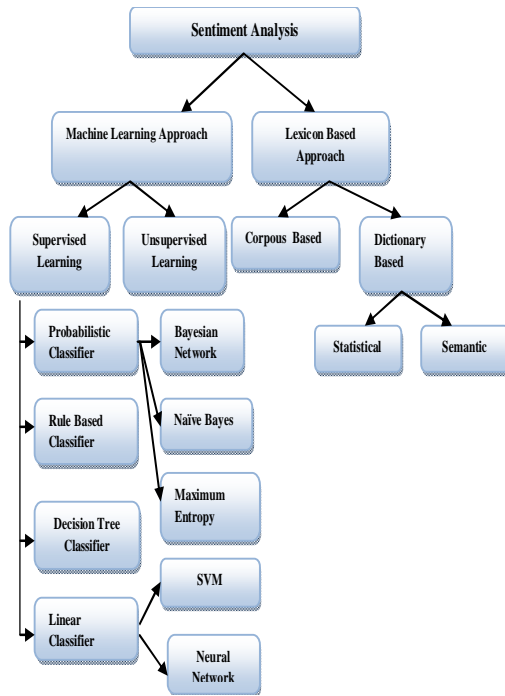 Sentiment Analysis
Machine Learning Approach
Lexicon Based
Approach
Supervised
Learning
Unsupervised
Learning
Corpous Based
Dictionary
Based
Statistical
Semantic
Probabilistic
Classifier
Bayesian
Network
Naïve Bayes
Maximum
Entropy
Rule Based
Classifier
Decision Tree
Classifier
Linear
Classifier
SVM
Neural
Network